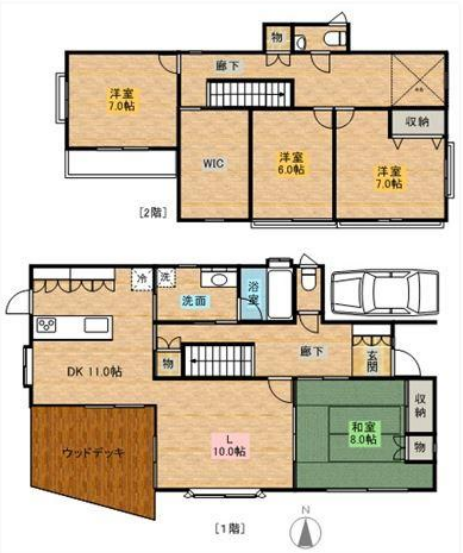 物
廊下
洋室
7.0帖
収納
WIC
洋室
6.0帖
洋室
7.0帖
[2階]
冷
洗
洗面
浴室
DK 11.0帖
物
廊下
玄関
収納
和室
8.0帖
物
L
10.0帖
ウッドデッキ
[1階]
N